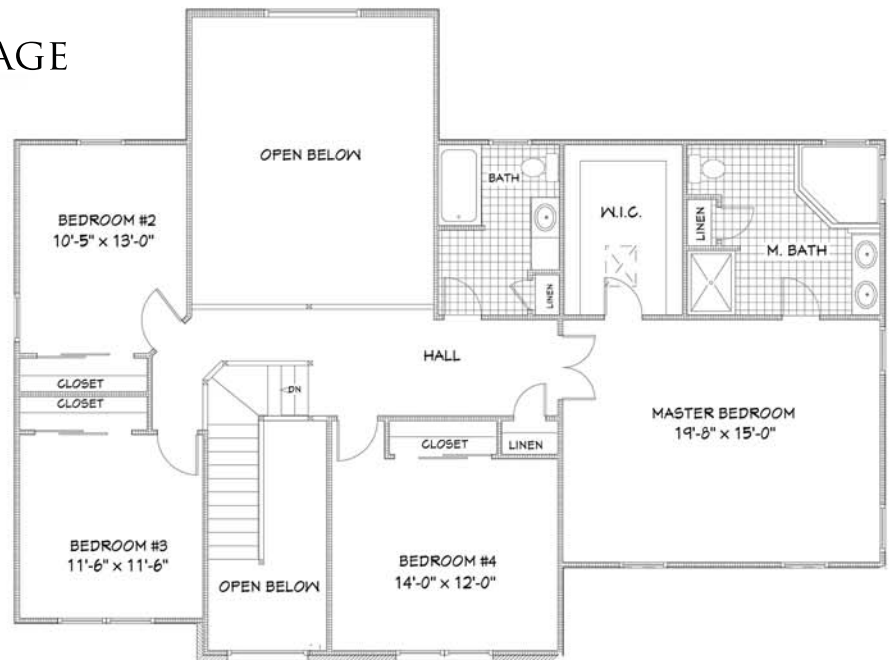 AGE
OPEN BELOW
BATH
BEDROOM #2
10'-5" x 13'-0"
W.I.C.
LINEN
M. BATH
LINEN
HALL
CLOSET
DN
CLOSET
MASTER BEDROOM
19'-8" x 15'-0"
CLOSET
LINEN
BEDROOM #3
11'-6" x 11'-6"
BEDROOM #4
14'-0" x 12'-0"
OPEN BELOW